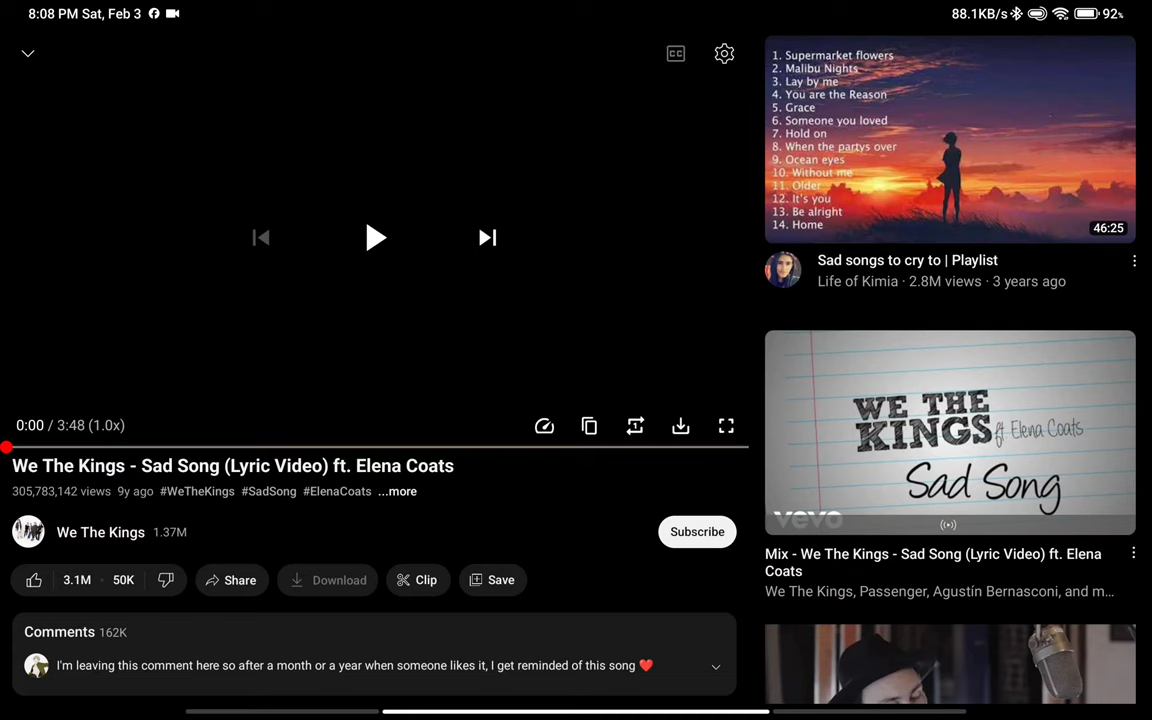 8:08 PM Sat, Feb 3
88.1KB/s
92%
CC
0:00 / 3:48 (1.0x)
We The Kings - Sad Song (Lyric Video) ft. Elena Coats
305,783,142 views 9y ago #WeTheKings #SadSong #ElenaCoats ...more
We The Kings 1.37M
Subscribe
3.1M 50K Share Download Clip Save
Comments 162K
I'm leaving this comment here so after a month or a year when someone likes it, I get reminded of this song ❤️
1. Supermarket flowers
2. Malibu Nights
3. Lay by me
4. You are the Reason
5. Grace
6. Someone you loved
7. Hold on
8. When the partys over
9. Ocean eyes
10. Without me
11. Older
12. It's you
13. Be alright
14. Home
46:25
Sad songs to cry to | Playlist
Life of Kimia · 2.8M views · 3 years ago
WE THE
KINGS ft Elena Coats
Sad Song
vevo
Mix - We The Kings - Sad Song (Lyric Video) ft. Elena
Coats
We The Kings, Passenger, Agustín Bernasconi, and m...